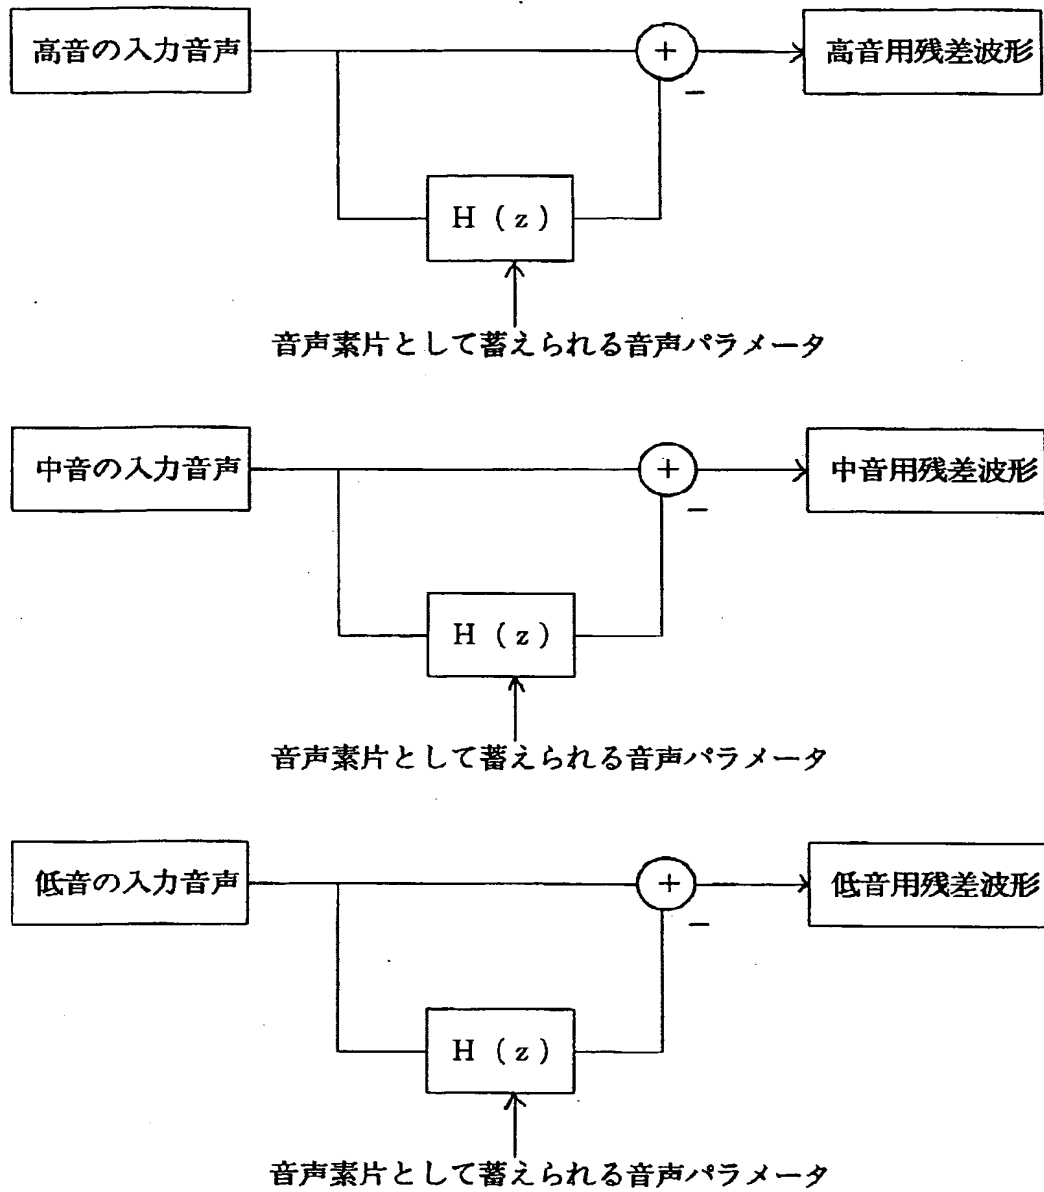 高音の入力音声
+
高音用残差波形
−
H (z)
音声素片として蓄えられる音声パラメータ
中音の入力音声
+
中音用残差波形
−
H (z)
音声素片として蓄えられる音声パラメータ
低音の入力音声
+
低音用残差波形
−
H (z)
音声素片として蓄えられる音声パラメータ